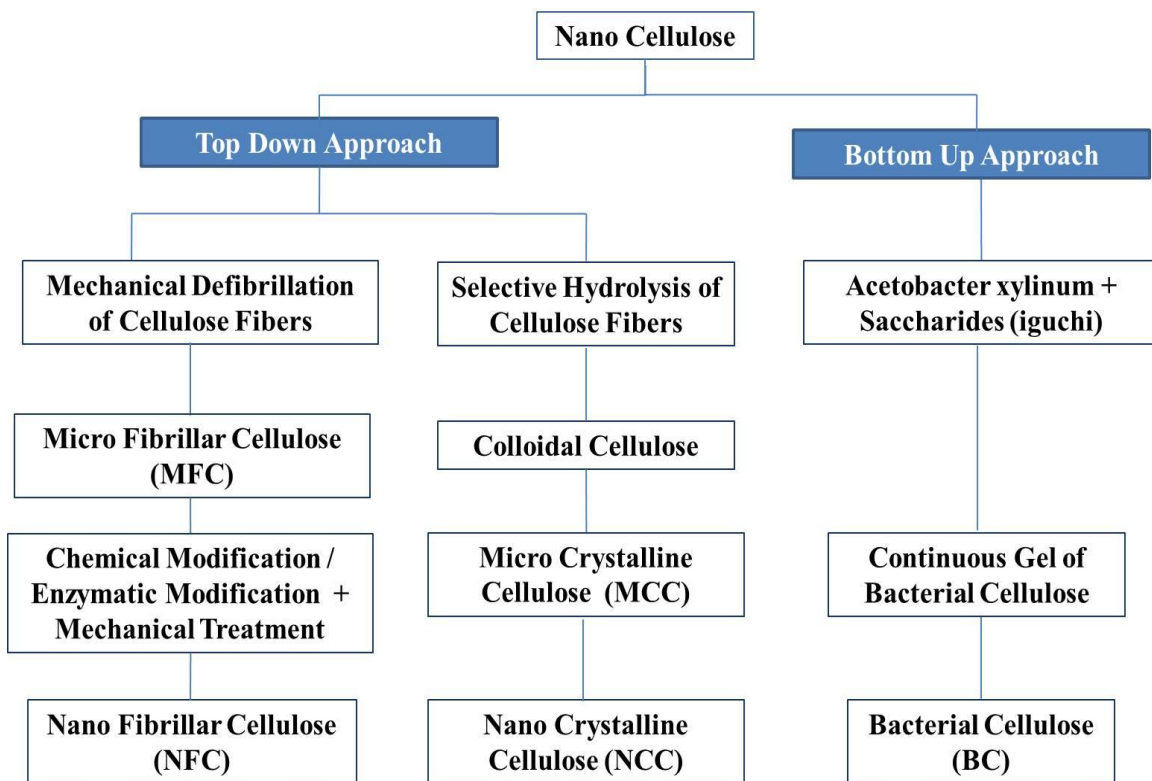 Nano Cellulose
Top Down Approach
Bottom Up Approach
Mechanical Defibrillation
of Cellulose Fibers
Selective Hydrolysis of
Cellulose Fibers
Acetobacter xylinum +
Saccharides (iguchi)
Micro Fibrillar Cellulose
(MFC)
Colloidal Cellulose
Chemical Modification /
Enzymatic Modification +
Mechanical Treatment
Micro Crystalline
Cellulose (MCC)
Continuous Gel of
Bacterial Cellulose
Nano Fibrillar Cellulose
(NFC)
Nano Crystalline
Cellulose (NCC)
Bacterial Cellulose
(BC)